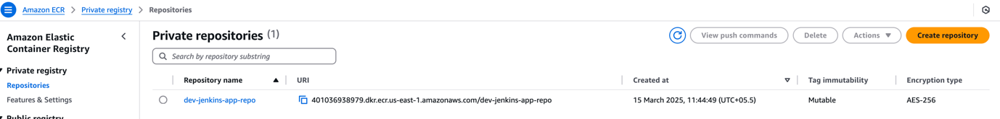 Amazon ECR > Private registry > Repositories
Amazon Elastic
Container Registry
Private registry
Repositories
Features & Settings
Public registry
Private repositories (1)
View push commands Delete Actions Create repository
Search by repository substring
Repository name URI Created at Tag immutability Encryption type
dev-jenkins-app-repo 401036938979.dkr.ecr.us-east-1.amazonaws.com/dev-jenkins-app-repo 15 March 2025, 11:44:49 (UTC+05.5) Mutable AES-256